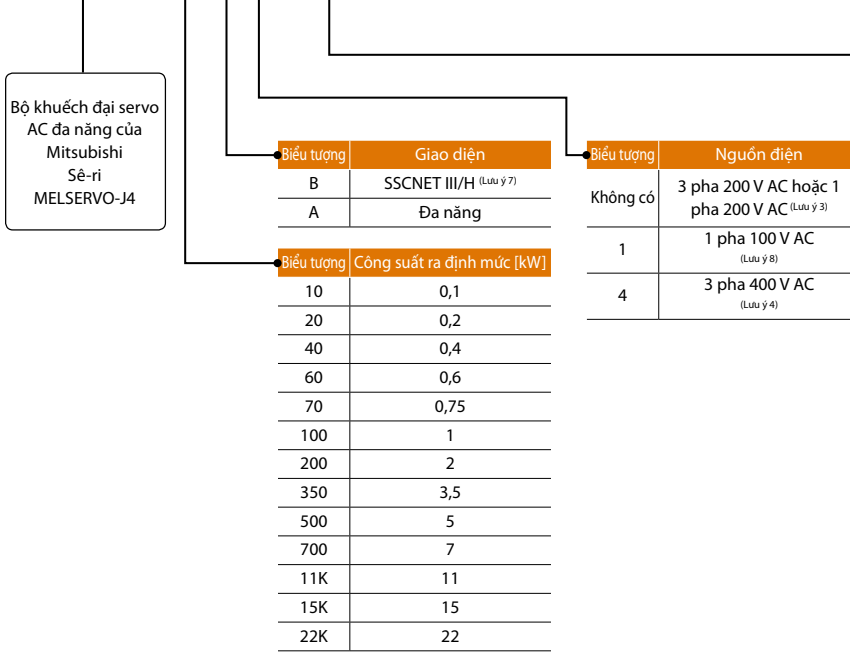 Bộ khuếch đại servo
AC đa năng của
Mitsubishi
Sê-ri
MELSERVO-J4
Biểu tượng Giao diện
B SSCNET III/H (Lưu ý 7)
A Đa năng
Biểu tượng Công suất ra định mức [kW]
10 0,1
20 0,2
40 0,4
60 0,6
70 0,75
100 1
200 2
350 3,5
500 5
700 7
11K 11
15K 15
22K 22
Biểu tượng Nguồn điện
Không có 3 pha 200 V AC hoặc 1
pha 200 V AC (Lưu ý 3)
1 1 pha 100 V AC
(Lưu ý 8)
4 3 pha 400 V AC
(Lưu ý 4)